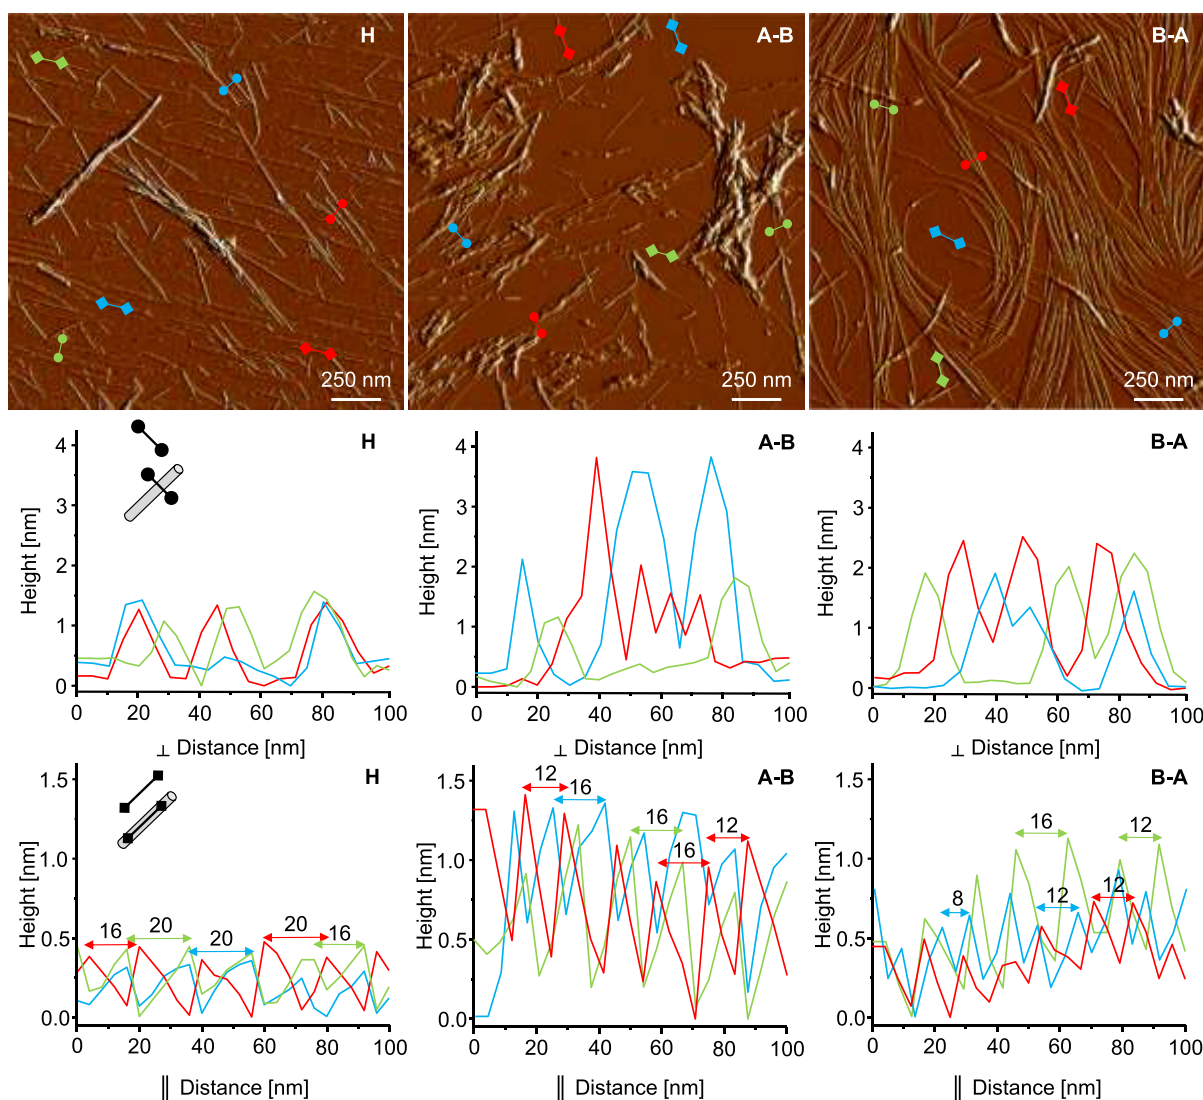 H
A-B
B-A
250 nm
250 nm
250 nm
H
A-B
B-A
Height [nm]
4
3
2
1
0
0 20 40 60 80 100
⊥ Distance [nm]
Height [nm]
4
3
2
1
0
0 20 40 60 80 100
⊥ Distance [nm]
Height [nm]
4
3
2
1
0
0 20 40 60 80 100
⊥ Distance [nm]
H
A-B
B-A
Height [nm]
1.5
1.0
0.5
0.0
16 20 20 20 16
0 20 40 60 80 100
|| Distance [nm]
Height [nm]
1.5
1.0
0.5
0.0
12 16 16 16 12
0 20 40 60 80 100
|| Distance [nm]
Height [nm]
1.5
1.0
0.5
0.0
16 12
8 12 12
0 20 40 60 80 100
|| Distance [nm]